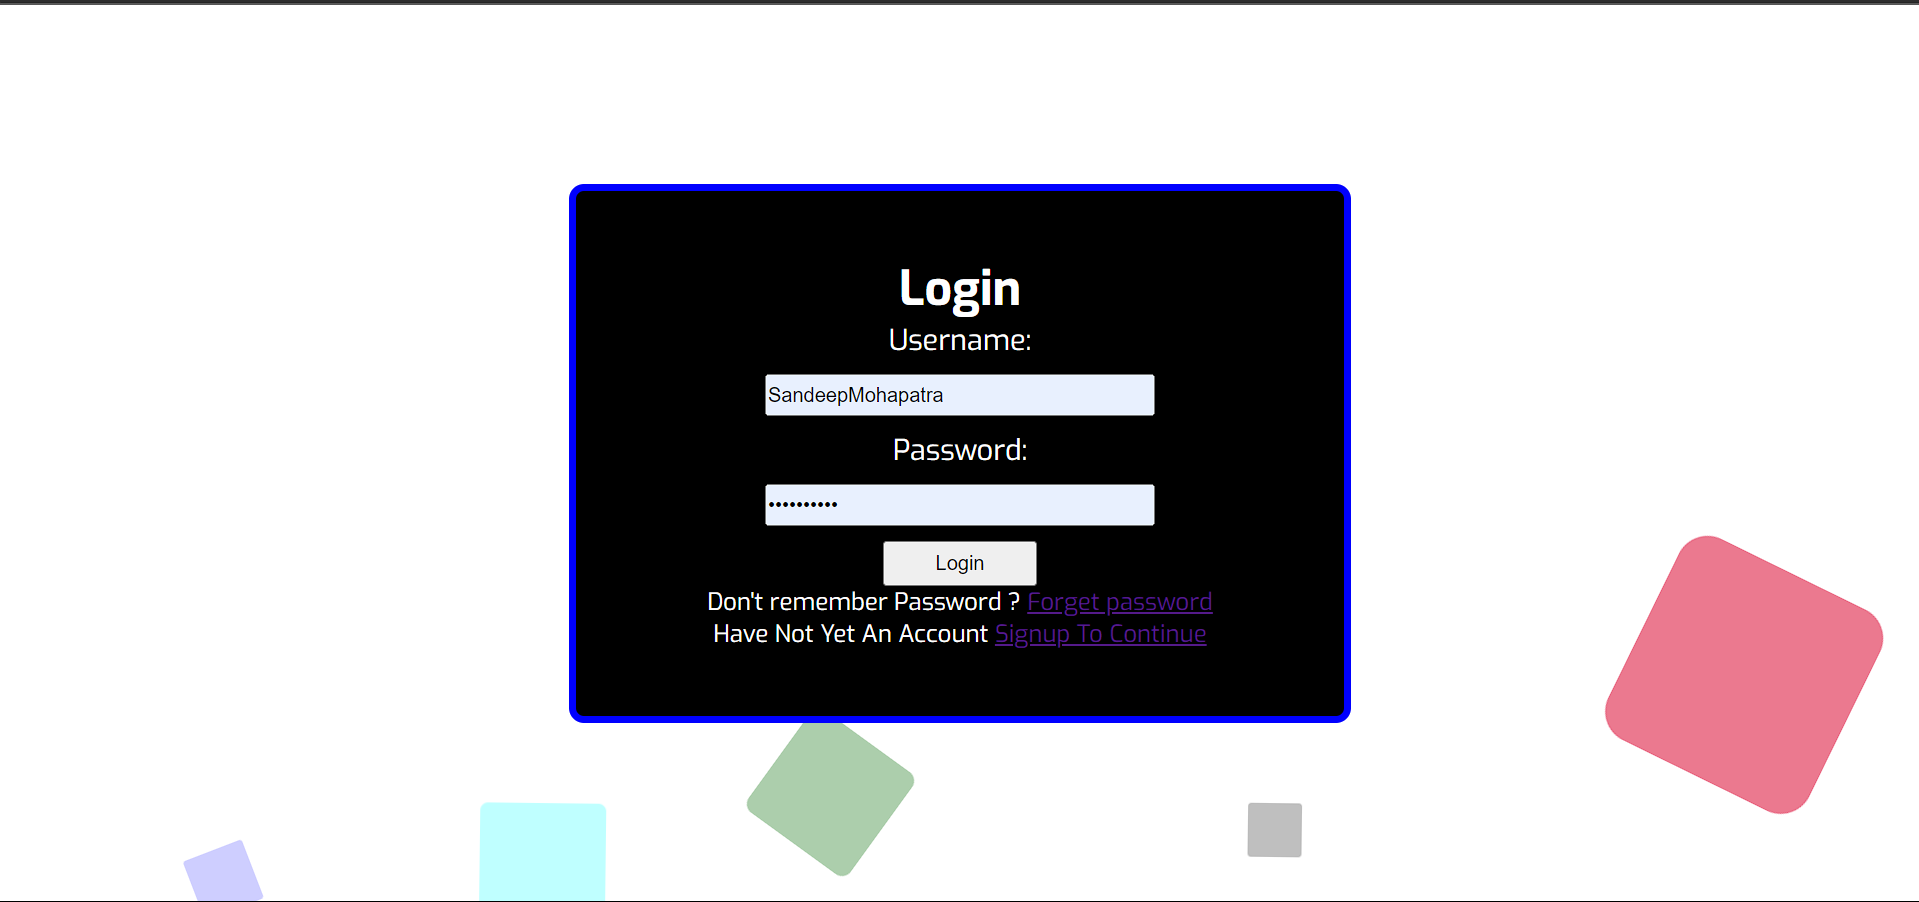 Login
Username:
SandeepMohapatra
Password:
••••••••••
Login
Don't remember Password ? Forget password
Have Not Yet An Account Signup To Continue